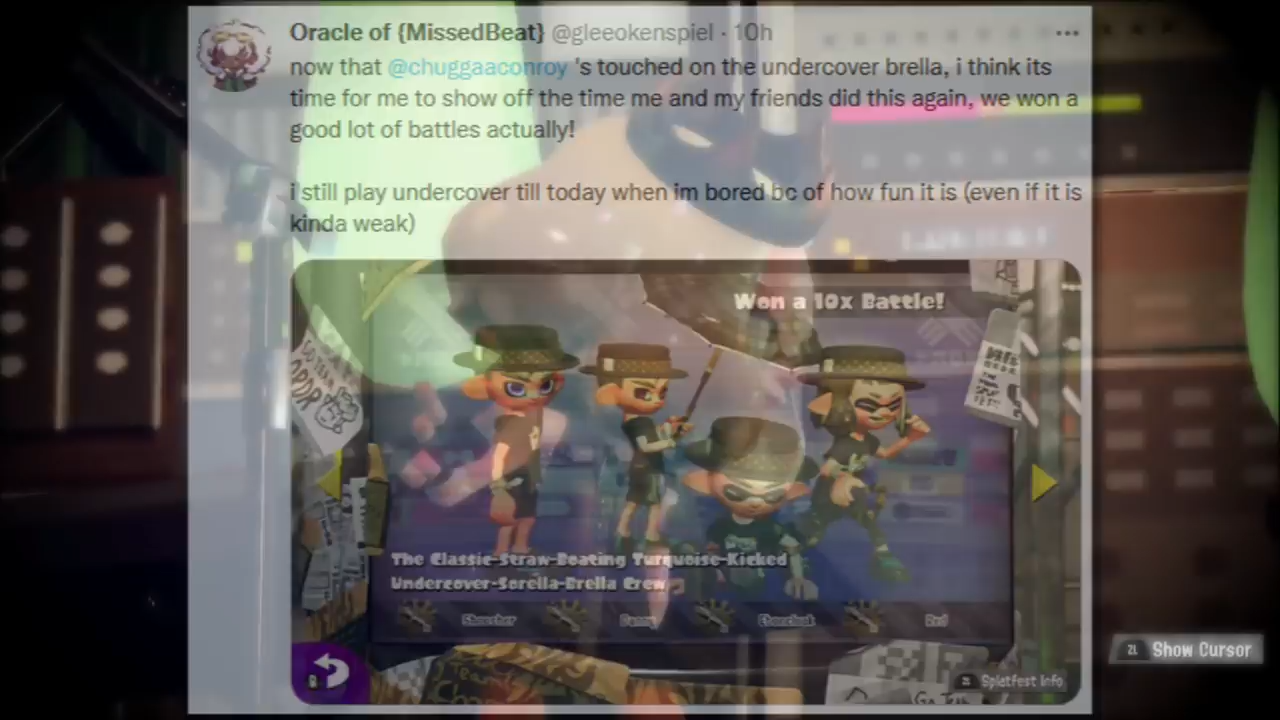 Oracle of {MissedBeat} @gleeokenspiel · 10h
now that @chuggaaconroy 's touched on the undercover brella, i think its
time for me to show off the time me and my friends did this again, we won a
good lot of battles actually!
i still play undercover till today when im bored bc of how fun it is (even if it is
kinda weak)
Won a 10x Battle!
The Classic-Straw-Boating Turquoise-Kicked
Undercover-Sorella-Brella Crew
Danny
Red
Splatfest Info
ZL Show Cursor